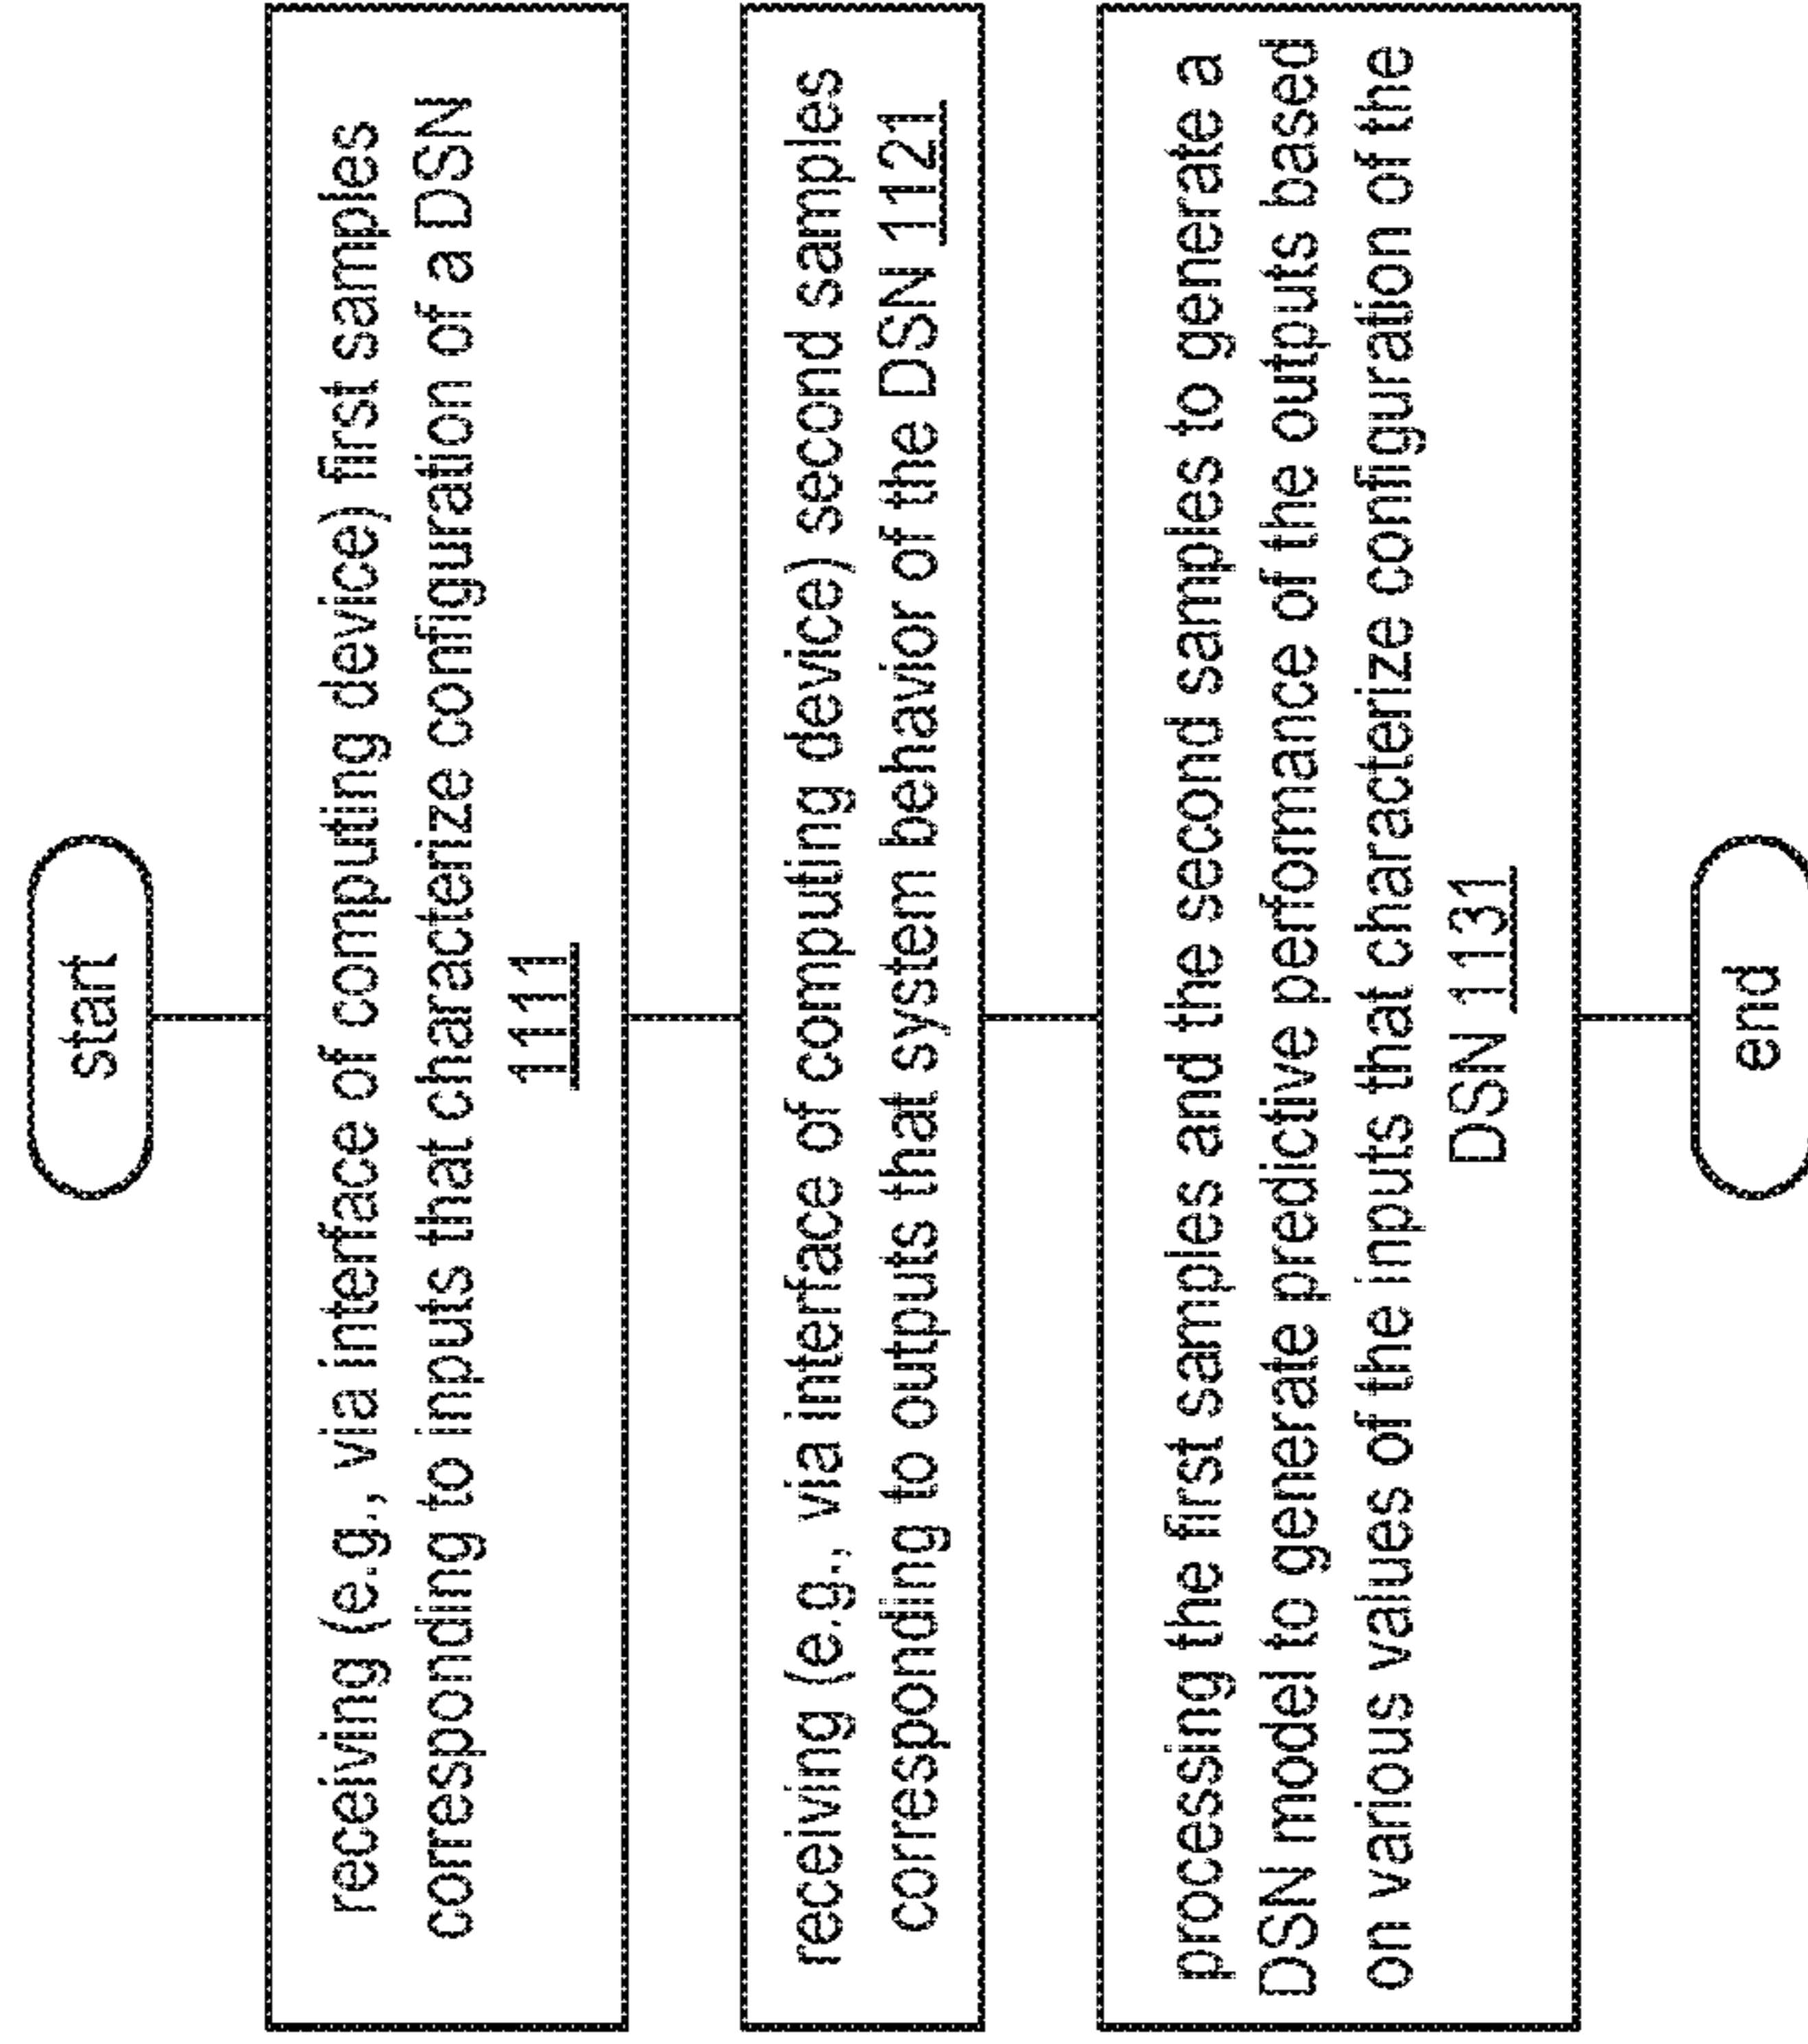 start
receiving (e.g., via interface of computing device) first samples
corresponding to inputs that characterize configuration of a DSN
1111
receiving (e.g., via interface of computing device) second samples
corresponding to outputs that system behavior of the DSN 1121
processing the first samples and the second samples to generate a
DSN model to generate predictive performance of the outputs based
on various values of the inputs that characterize configuration of the
DSN 1131
end